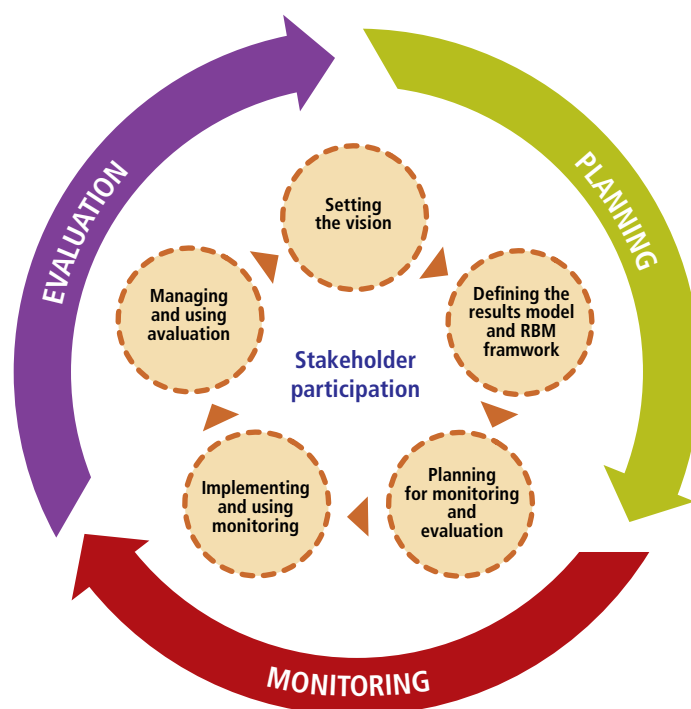 PLANNING
MONITORING
EVALUATION
Setting
the vision
Defining the
results model
and RBM
framwork
Planning
for monitoring
and
evaluation
Implementing
and using
monitoring
Managing
and using
avaluation
Stakeholder
participation